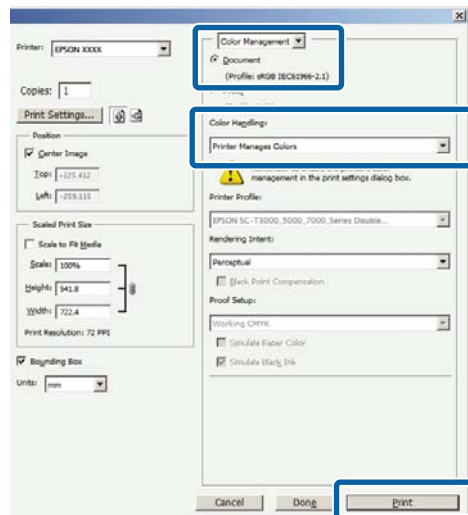 Printer: EPSON XXXX
Copies: 1
Print Settings...
Position
Center Image
Top: -125.412
Left: -259.115
Scaled Print Size
Scale to Fit Media
Scale: 100%
Height: 541.8
Width: 722.4
Print Resolution: 72 PPI
Bounding Box
Units: mm
Color Management
Document
(Profile: sRGB IEC61966-2.1)
Color Handling:
Printer Manages Colors
management in the print settings dialog box.
Printer Profile:
EPSON SC-T3000_5000_7000_Series Double...
Rendering Intent:
Perceptual
Black Point Compensation
Proof Setup:
Working CMYK
Simulate Paper Color
Simulate Black Ink
Cancel
Done
Print